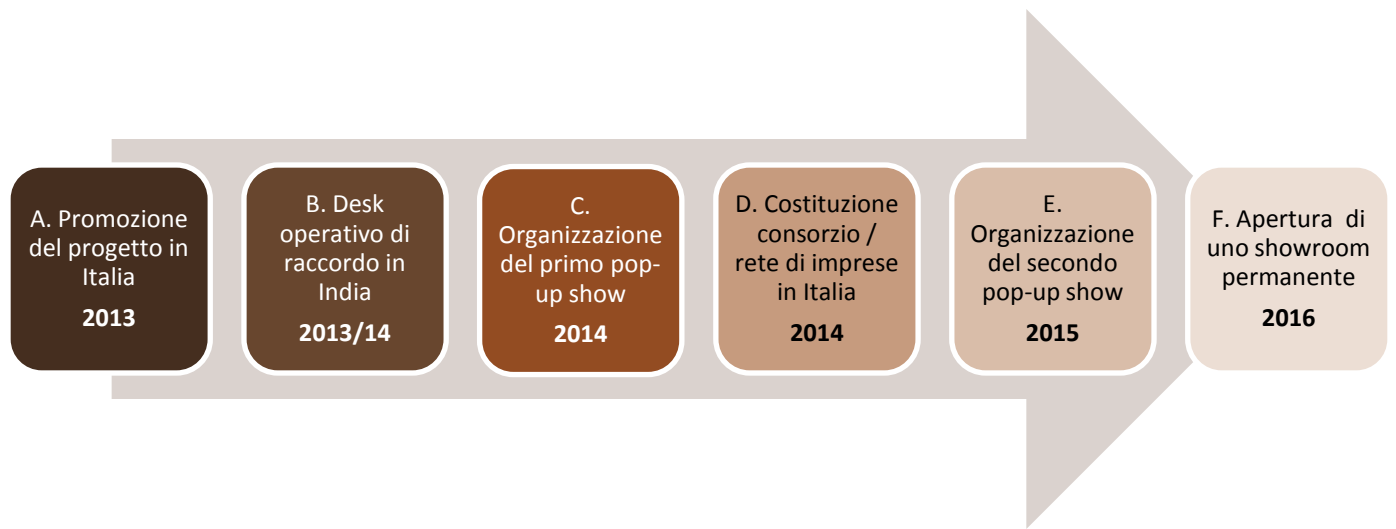 A. Promozione
del progetto in
Italia
2013
B. Desk
operativo di
raccordo in
India
2013/14
C.
Organizzazione
del primo pop-
up show
2014
D. Costituzione
consorzio /
rete di imprese
in Italia
2014
E.
Organizzazione
del secondo
pop-up show
2015
F. Apertura di
uno showroom
permanente
2016